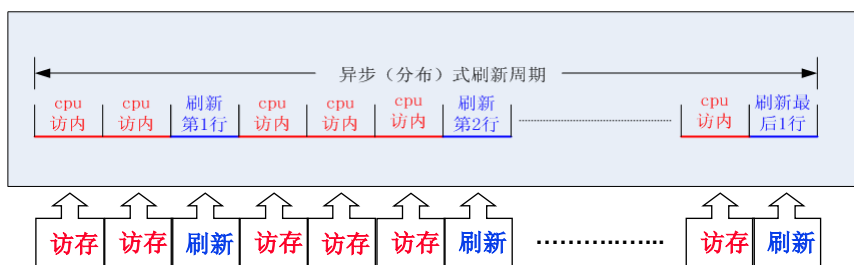 异步（分布）式刷新周期
cpu cpu 刷新 cpu cpu cpu 刷新 cpu 刷新最
访内 访内 第1行 访内 访内 访内 第2行 访内 后1行
访存 访存 刷新 访存 访存 访存 刷新 ………………… 访存 刷新